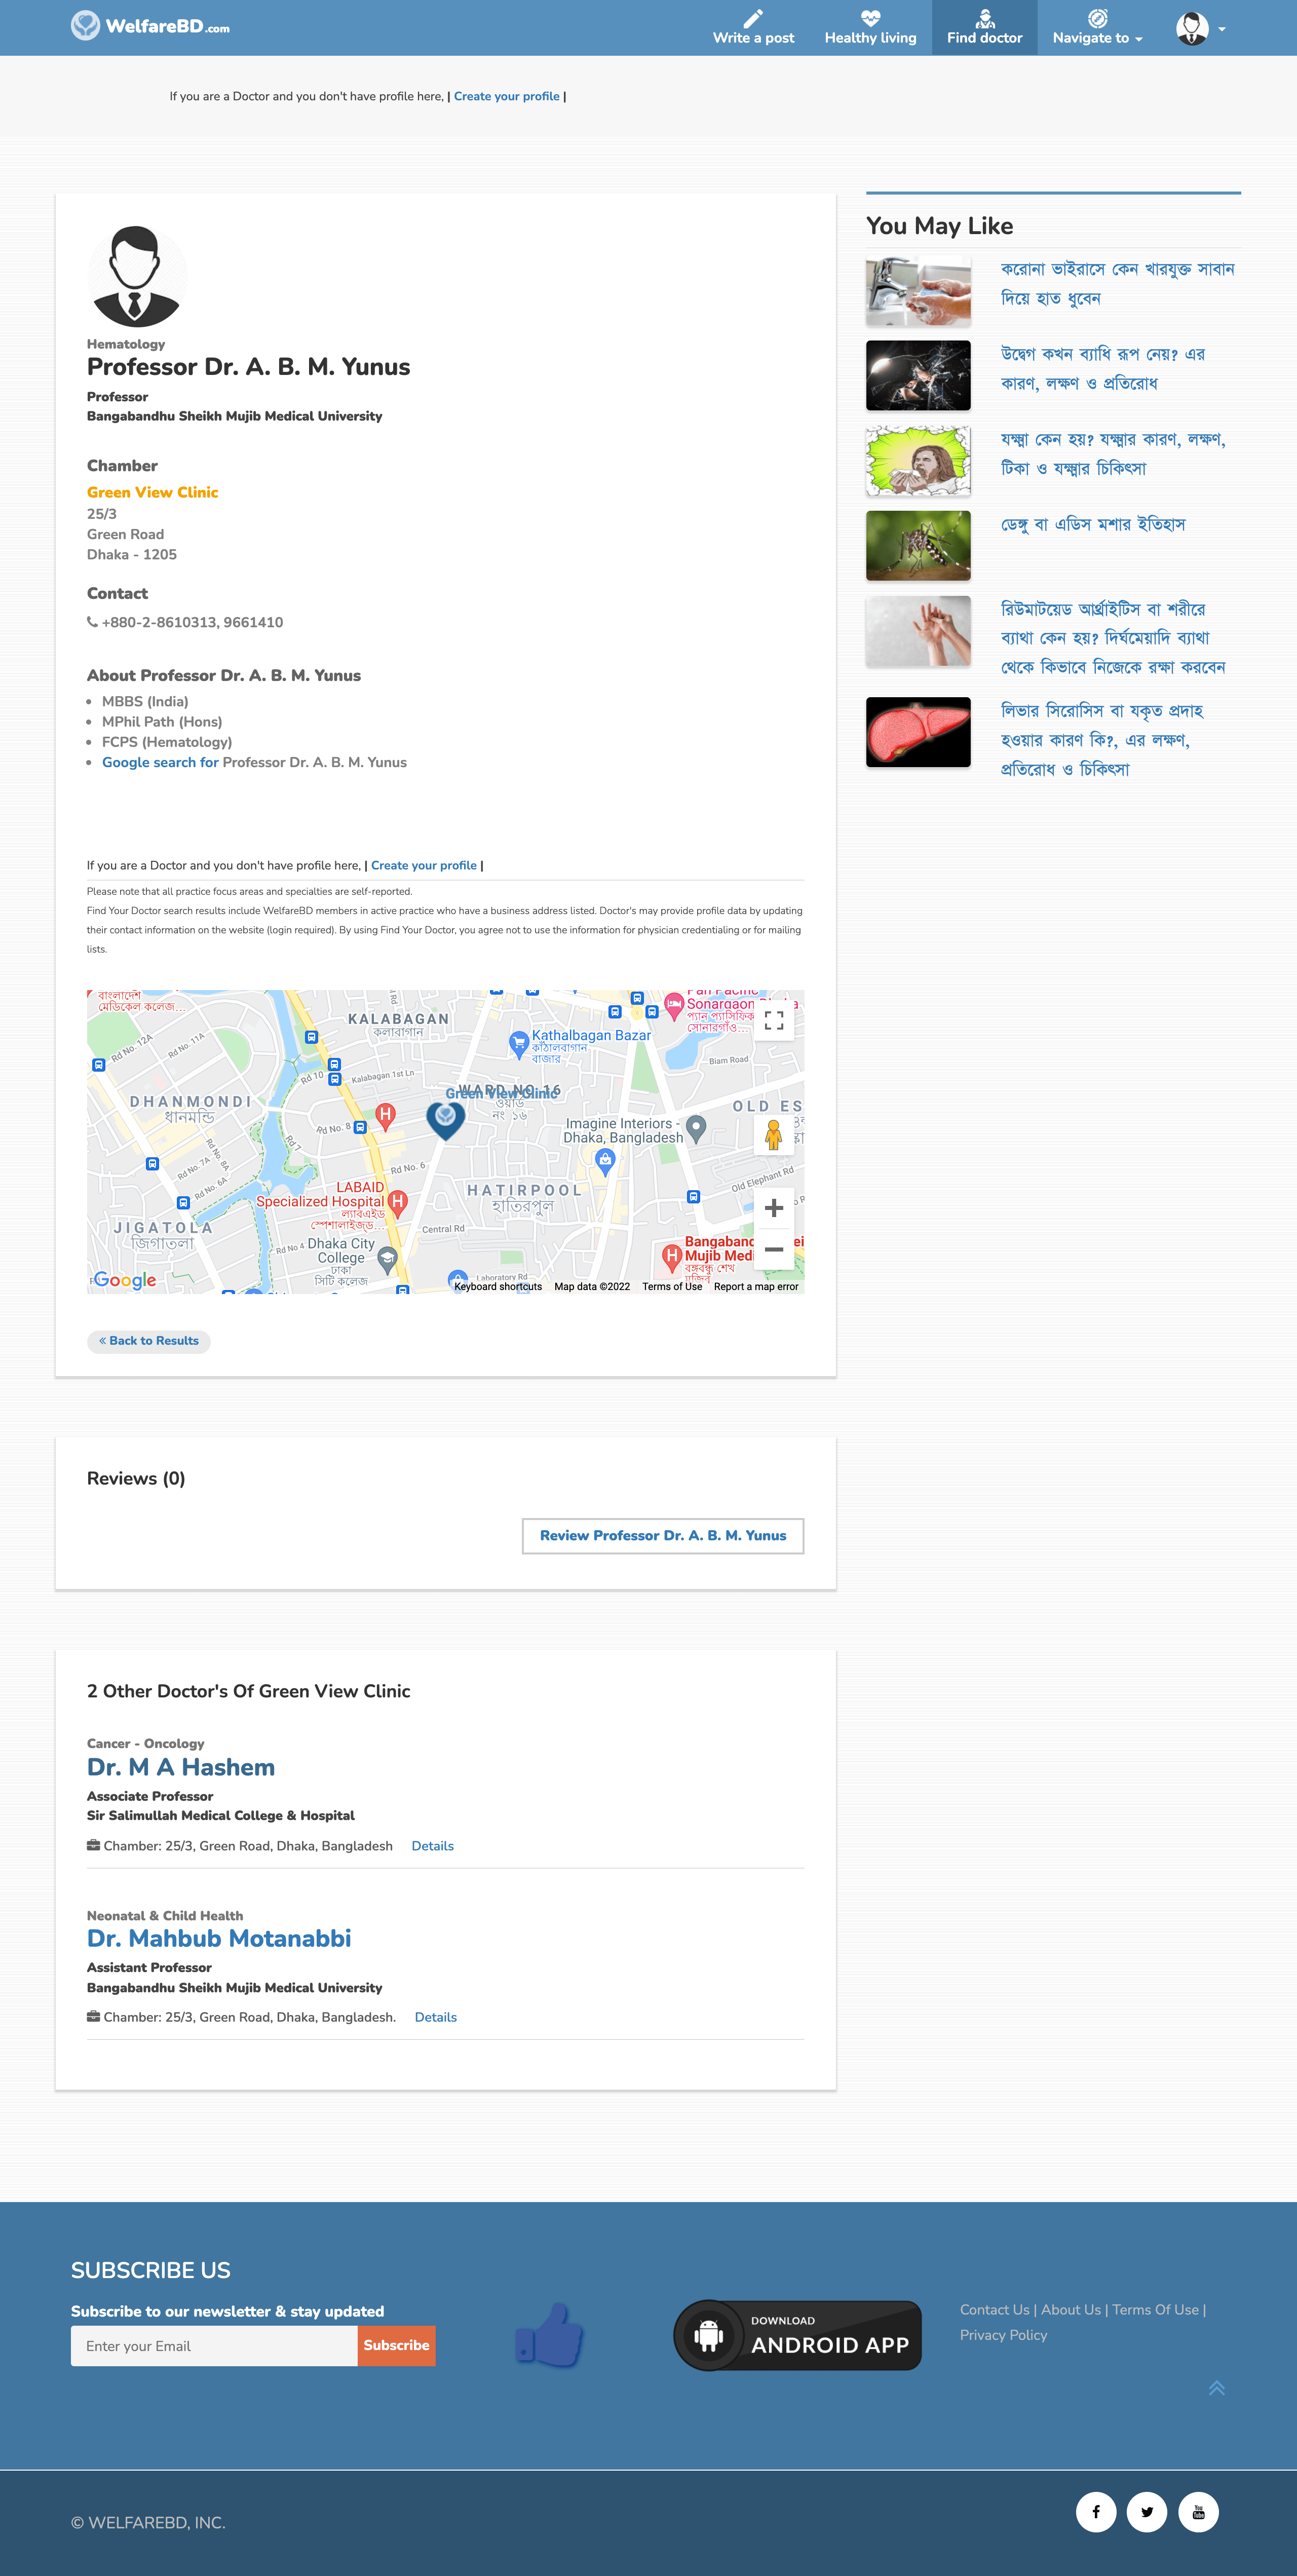 WelfareBD.com
Write a post
Healthy living
Find doctor
Navigate to
If you are a Doctor and you don't have profile here, | Create your profile |
Hematology
Professor Dr. A. B. M. Yunus
Professor
Bangabandhu Sheikh Mujib Medical University
Chamber
Green View Clinic
25/3
Green Road
Dhaka - 1205
Contact
+880-2-8610313, 9661410
About Professor Dr. A. B. M. Yunus
MBBS (India)
MPhil Path (Hons)
FCPS (Hematology)
Google search for Professor Dr. A. B. M. Yunus
If you are a Doctor and you don't have profile here, | Create your profile |
Please note that all practice focus areas and specialties are self-reported.
Find Your Doctor search results include WelfareBD members in active practice who have a business address listed. Doctor's may provide profile data by updating
their contact information on the website (login required). By using Find Your Doctor, you agree not to use the information for physician credentialing or for mailing
lists.
বাংলাদেশ
মেডিকেল কলেজ...
Rd No. 12A
Rd No. 11A
KALABAGAN
কলাবাগান
Kathalbagan Bazar
কাঁঠালবাগান
বাজার
Pan Pacific
Sonargaon
প্যান প্যাসিফিক
সোনারগাঁও...
Biam Road
Rd 10
Kalabagan 1st Ln
DHANMONDI
ধানমন্ডি
WARD NO 16
Green View Clinic
ওয়ার্ড
নং ১৬
OLD ES
Rd No. 8
Rd 7
Imagine Interiors -
Dhaka, Bangladesh
Rd No. 7A
Rd No. 8A
Rd No. 6A
Rd No. 6
LABAID
Specialized Hospital
ল্যাবএইড
স্পেশালাইজড...
HATIRPOOL
হাতিরপুল
Old Elephant Rd
JIGATOLA
জিগাতলা
Central Rd
Rd No 4
Dhaka City
College
ঢাকা
সিটি কলেজ
Bangaband
Mujib Med
বঙ্গবন্ধু শেখ
Laboratory Rd
Google
Keyboard shortcuts
Map data ©2022
Terms of Use
Report a map error
« Back to Results
Reviews (0)
Review Professor Dr. A. B. M. Yunus
2 Other Doctor's Of Green View Clinic
Cancer - Oncology
Dr. M A Hashem
Associate Professor
Sir Salimullah Medical College & Hospital
Chamber: 25/3, Green Road, Dhaka, Bangladesh Details
Neonatal & Child Health
Dr. Mahbub Motanabbi
Assistant Professor
Bangabandhu Sheikh Mujib Medical University
Chamber: 25/3, Green Road, Dhaka, Bangladesh. Details
You May Like
করোনা ভাইরাসে কেন খারযুক্ত সাবান
দিয়ে হাত ধুবেন
উদ্বেগ কখন ব্যাধি রূপ নেয়? এর
কারণ, লক্ষণ ও প্রতিরোধ
যক্ষ্মা কেন হয়? যক্ষ্মার কারণ, লক্ষণ,
টিকা ও যক্ষ্মার চিকিৎসা
ডেঙ্গু বা এডিস মশার ইতিহাস
রিউমাটয়েড আর্থ্রাইটিস বা শরীরে
ব্যাথা কেন হয়? দির্ঘমেয়াদি ব্যাথা
থেকে কিভাবে নিজেকে রক্ষা করবেন
লিভার সিরোসিস বা যকৃত প্রদাহ
হওয়ার কারণ কি?, এর লক্ষণ,
প্রতিরোধ ও চিকিৎসা
SUBSCRIBE US
Subscribe to our newsletter & stay updated
Enter your Email
Subscribe
DOWNLOAD
ANDROID APP
Contact Us | About Us | Terms Of Use |
Privacy Policy
© WELFAREBD, INC.